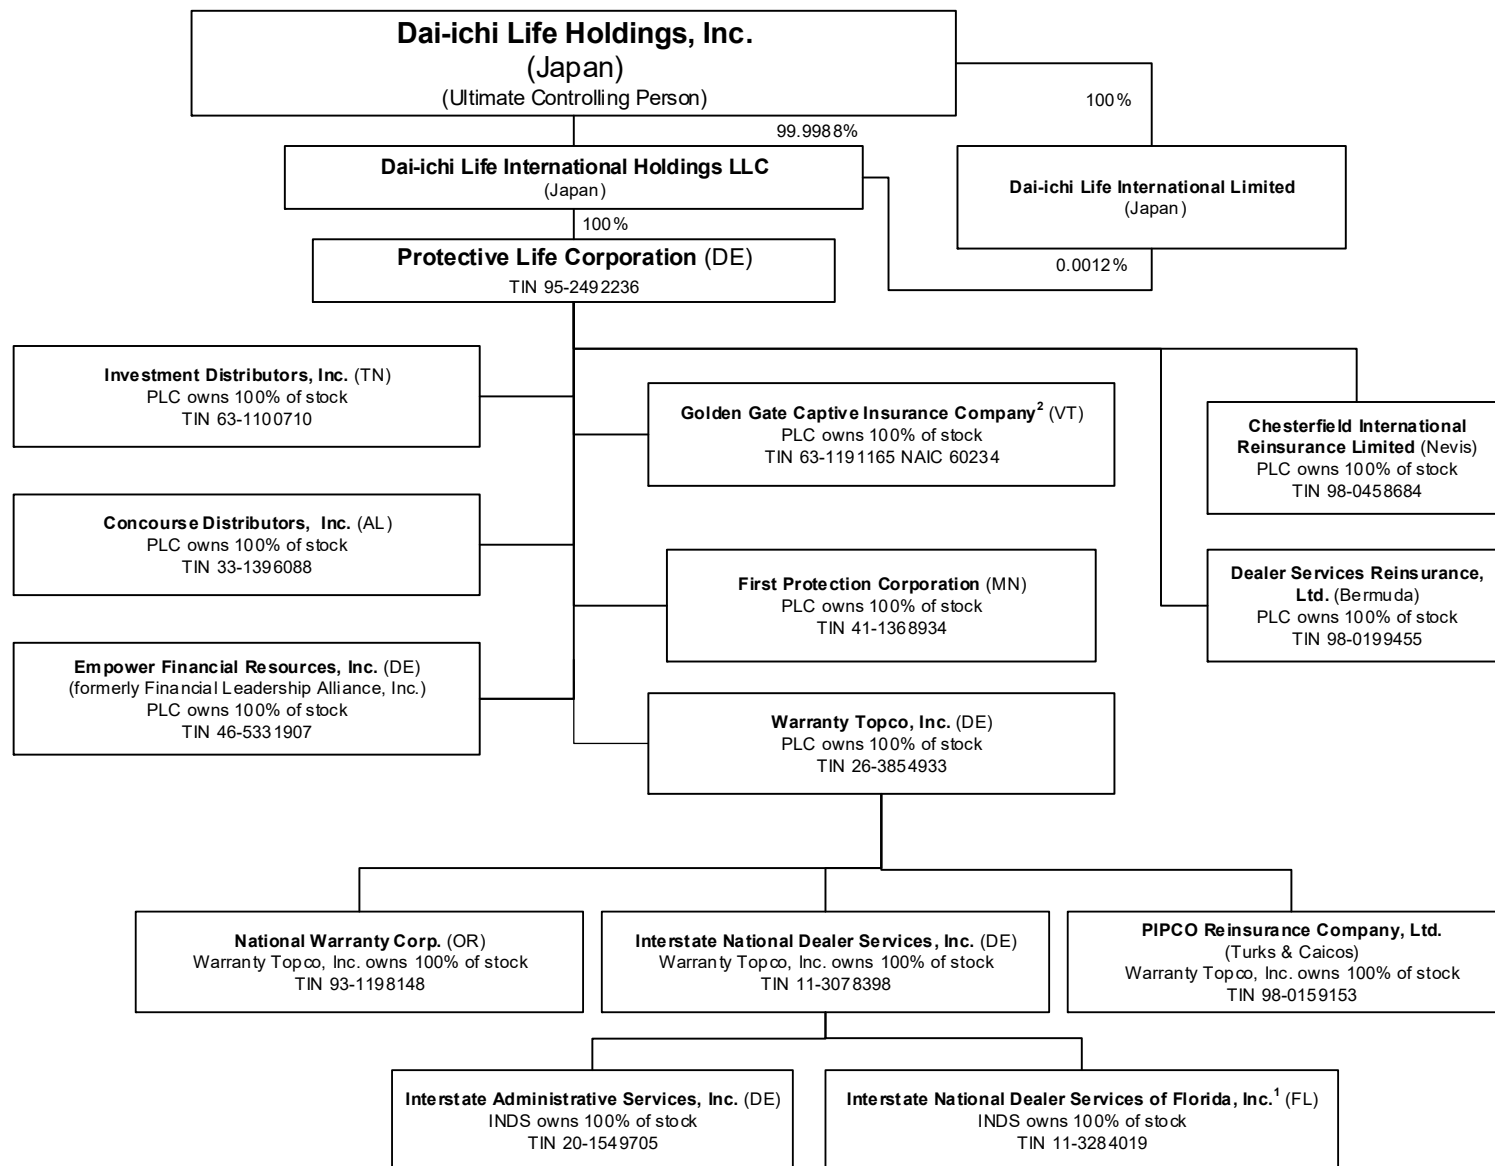 Dai-ichi Life Holdings, Inc.
(Japan)
(Ultimate Controlling Person)
100%
99.9988%
Dai-ichi Life International Holdings LLC
(Japan)
Dai-ichi Life International Limited
(Japan)
100%
0.0012%
Protective Life Corporation (DE)
TIN 95-2492236
Investment Distributors, Inc. (TN)
PLC owns 100% of stock
TIN 63-1100710
Golden Gate Captive Insurance Company² (VT)
PLC owns 100% of stock
TIN 63-1191165 NAIC 60234
Chesterfield International
Reinsurance Limited (Nevis)
PLC owns 100% of stock
TIN 98-0458684
Concourse Distributors, Inc. (AL)
PLC owns 100% of stock
TIN 33-1396088
First Protection Corporation (MN)
PLC owns 100% of stock
TIN 41-1368934
Dealer Services Reinsurance,
Ltd. (Bermuda)
PLC owns 100% of stock
TIN 98-0199455
Empower Financial Resources, Inc. (DE)
(formerly Financial Leadership Alliance, Inc.)
PLC owns 100% of stock
TIN 46-5331907
Warranty Topco, Inc. (DE)
PLC owns 100% of stock
TIN 26-3854933
National Warranty Corp. (OR)
Warranty Topco, Inc. owns 100% of stock
TIN 93-1198148
Interstate National Dealer Services, Inc. (DE)
Warranty Topco, Inc. owns 100% of stock
TIN 11-3078398
PIPCO Reinsurance Company, Ltd.
(Turks & Caicos)
Warranty Topco, Inc. owns 100% of stock
TIN 98-0159153
Interstate Administrative Services, Inc. (DE)
INDS owns 100% of stock
TIN 20-1549705
Interstate National Dealer Services of Florida, Inc.¹ (FL)
INDS owns 100% of stock
TIN 11-3284019